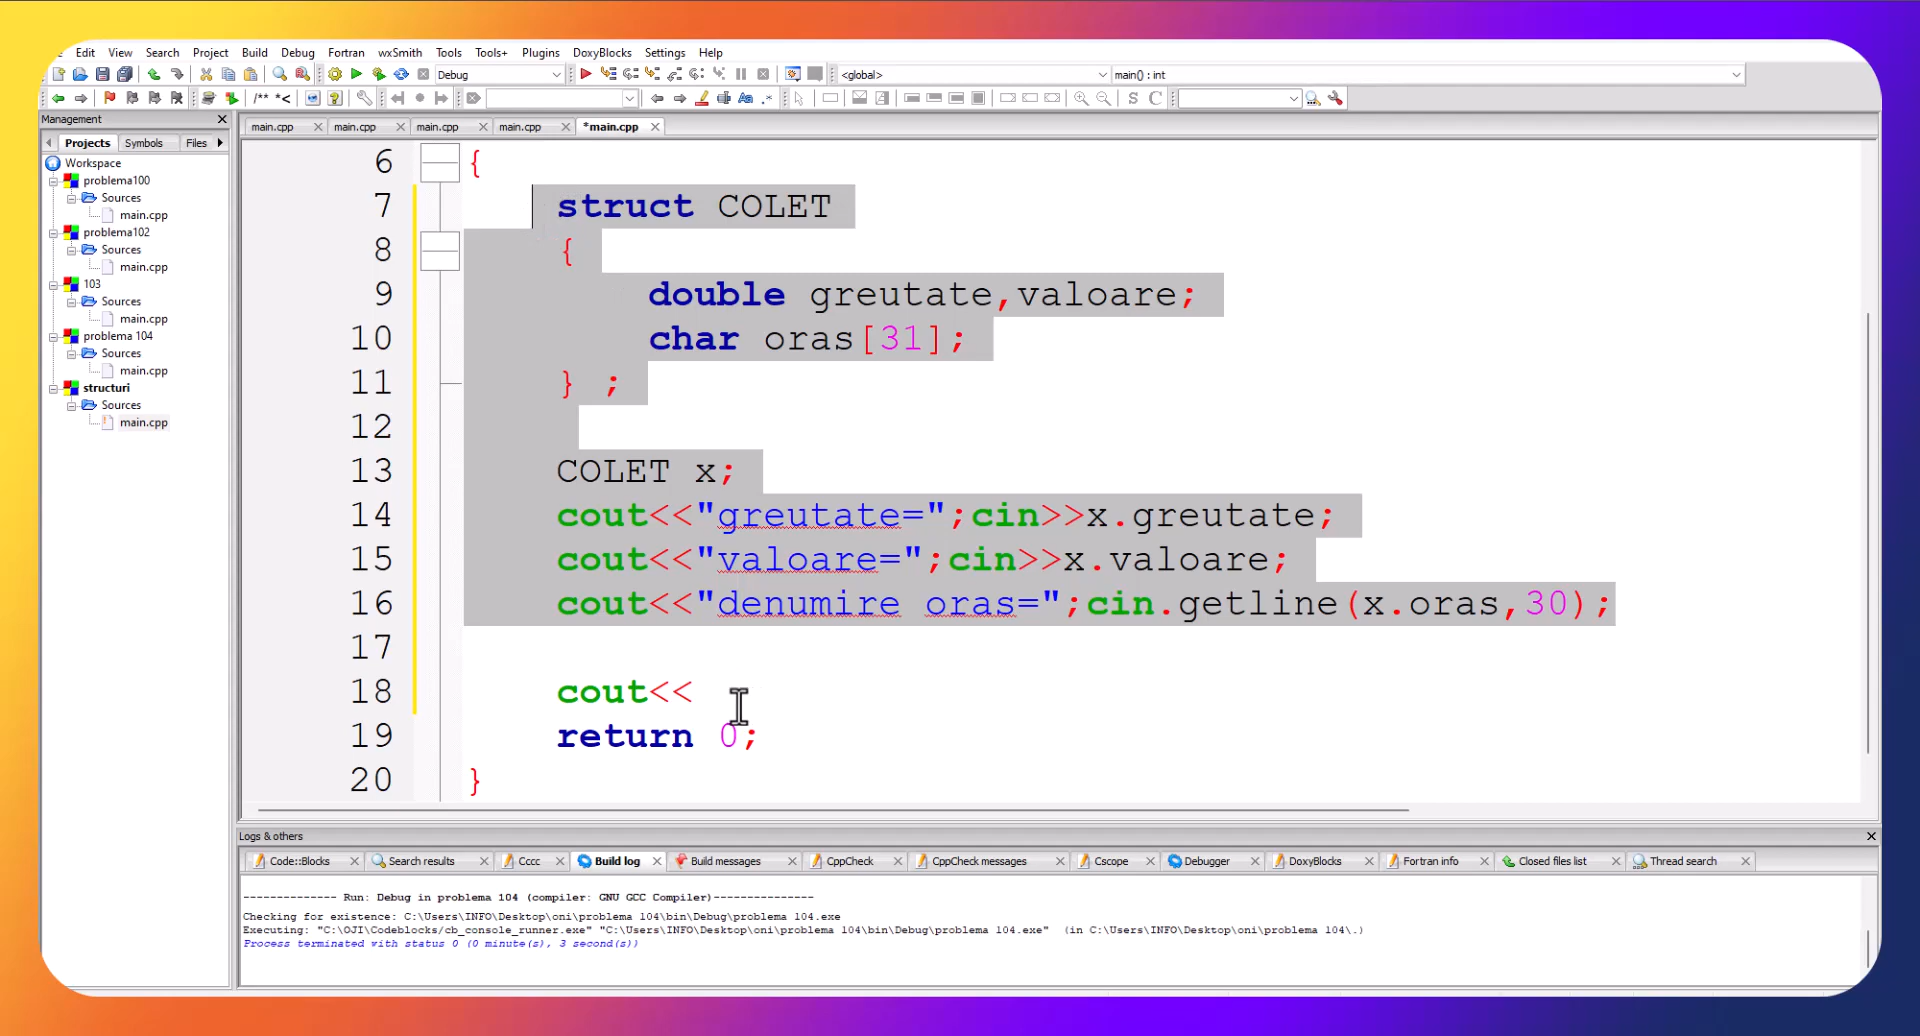 Edit View Search Project Build Debug Fortran wxSmith Tools Tools+ Plugins DoxyBlocks Settings Help
Debug <global> main() : int
/** *< Aa .* S C
Management
main.cpp main.cpp main.cpp main.cpp *main.cpp
Projects Symbols Files
Workspace
problema100
Sources
main.cpp
problema102
Sources
main.cpp
103
Sources
main.cpp
problema 104
Sources
main.cpp
structuri
Sources
main.cpp
6 {
7 struct COLET
8 {
9 double greutate,valoare;
10 char oras[31];
11 } ;
12
13 COLET x;
14 cout<<"greutate=";cin>>x.greutate;
15 cout<<"valoare=";cin>>x.valoare;
16 cout<<"denumire oras=";cin.getline(x.oras,30);
17
18 cout<<
19 return 0;
20 }
Logs & others
Code::Blocks Search results Cccc Build log Build messages CppCheck CppCheck messages Cscope Debugger DoxyBlocks Fortran info Closed files list Thread search
-------------- Run: Debug in problema 104 (compiler: GNU GCC Compiler)---------------
Checking for existence: C:\Users\INFO\Desktop\oni\problema 104\bin\Debug\problema 104.exe
Executing: "C:\OJI\Codeblocks/cb_console_runner.exe" "C:\Users\INFO\Desktop\oni\problema 104\bin\Debug\problema 104.exe"  (in C:\Users\INFO\Desktop\oni\problema 104\.)
Process terminated with status 0 (0 minute(s), 3 second(s))